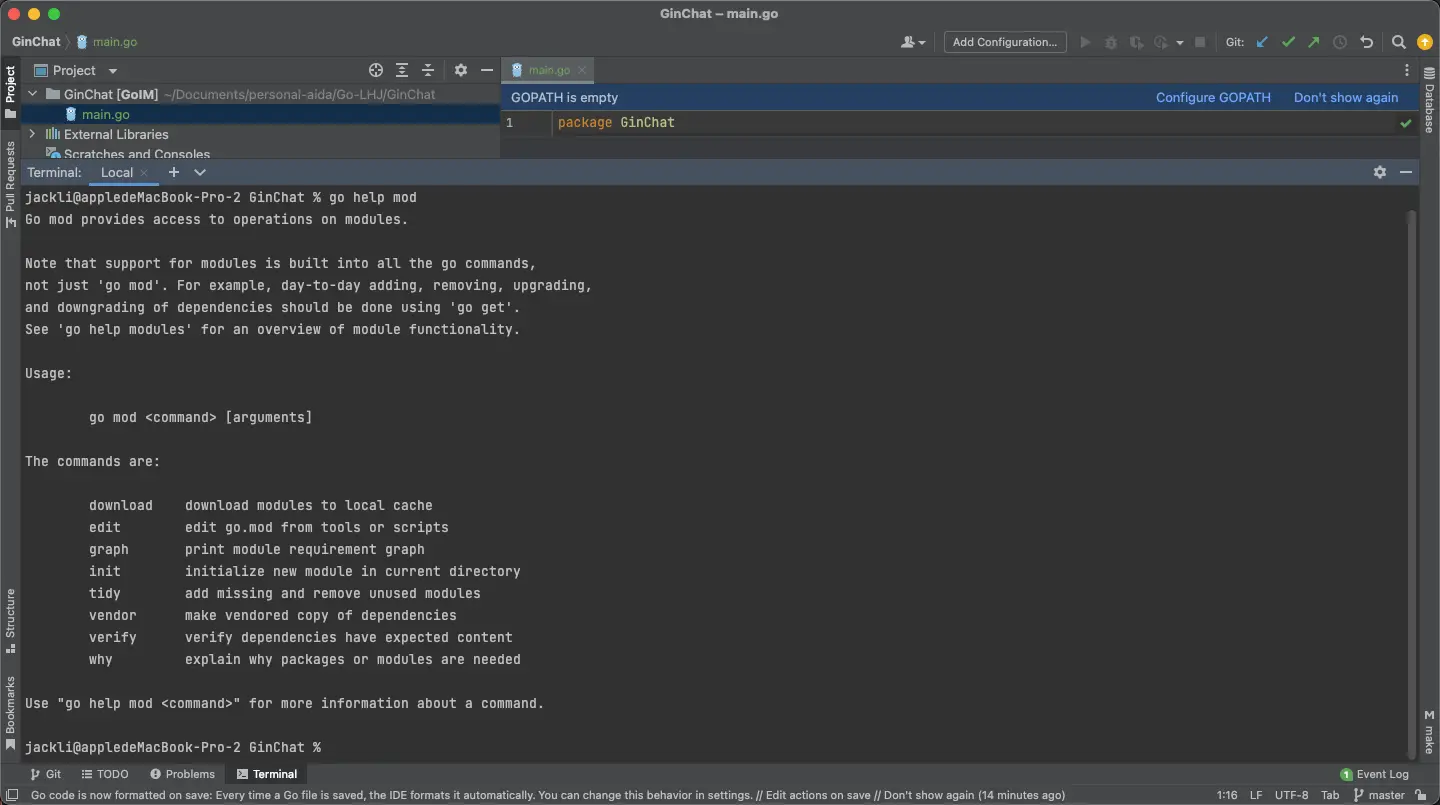 GinChat – main.go
GinChat main.go
Add Configuration...
Git:
Project
main.go
GinChat [GoIM] ~/Documents/personal-aida/Go-LHJ/GinChat
main.go
External Libraries
Scratches and Consoles
GOPATH is empty
Configure GOPATH
Don't show again
1 package GinChat
Project
Pull Requests
Structure
Bookmarks
Database
M make
Terminal: Local
jackli@appledeMacBook-Pro-2 GinChat % go help mod
Go mod provides access to operations on modules.
Note that support for modules is built into all the go commands,
not just 'go mod'. For example, day-to-day adding, removing, upgrading,
and downgrading of dependencies should be done using 'go get'.
See 'go help modules' for an overview of module functionality.
Usage:
go mod <command> [arguments]
The commands are:
download download modules to local cache
edit edit go.mod from tools or scripts
graph print module requirement graph
init initialize new module in current directory
tidy add missing and remove unused modules
vendor make vendored copy of dependencies
verify verify dependencies have expected content
why explain why packages or modules are needed
Use "go help mod <command>" for more information about a command.
jackli@appledeMacBook-Pro-2 GinChat %
Git TODO Problems Terminal
1 Event Log
Go code is now formatted on save: Every time a Go file is saved, the IDE formats it automatically. You can change this behavior in settings. // Edit actions on save // Don't show again (14 minutes ago)
1:16 LF UTF-8 Tab master